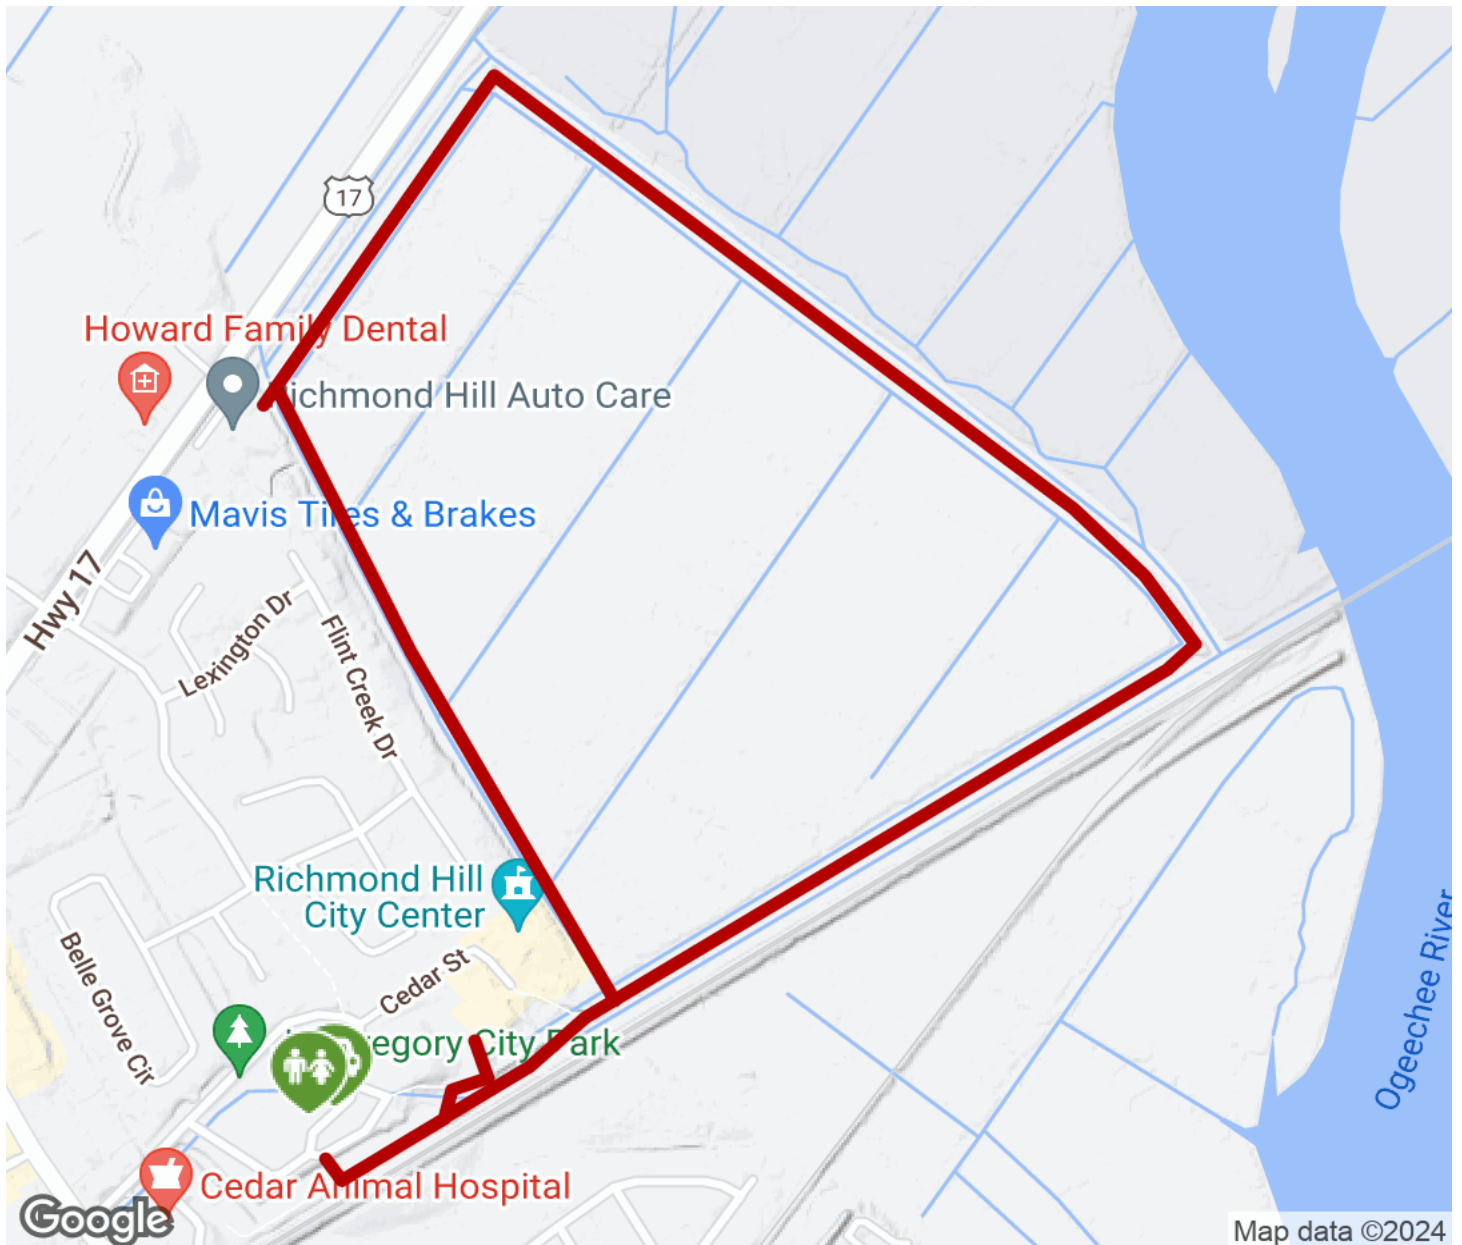 17
Howard Family Dental
Richmond Hill Auto Care
Mavis Tires & Brakes
Hwy 17
Lexington Dr
Flint Creek Dr
Richmond Hill
City Center
Cedar St
Belle Grove Cir
Gregory City Park
Ogeechee River
Cedar Animal Hospital
Google
Map data ©2024